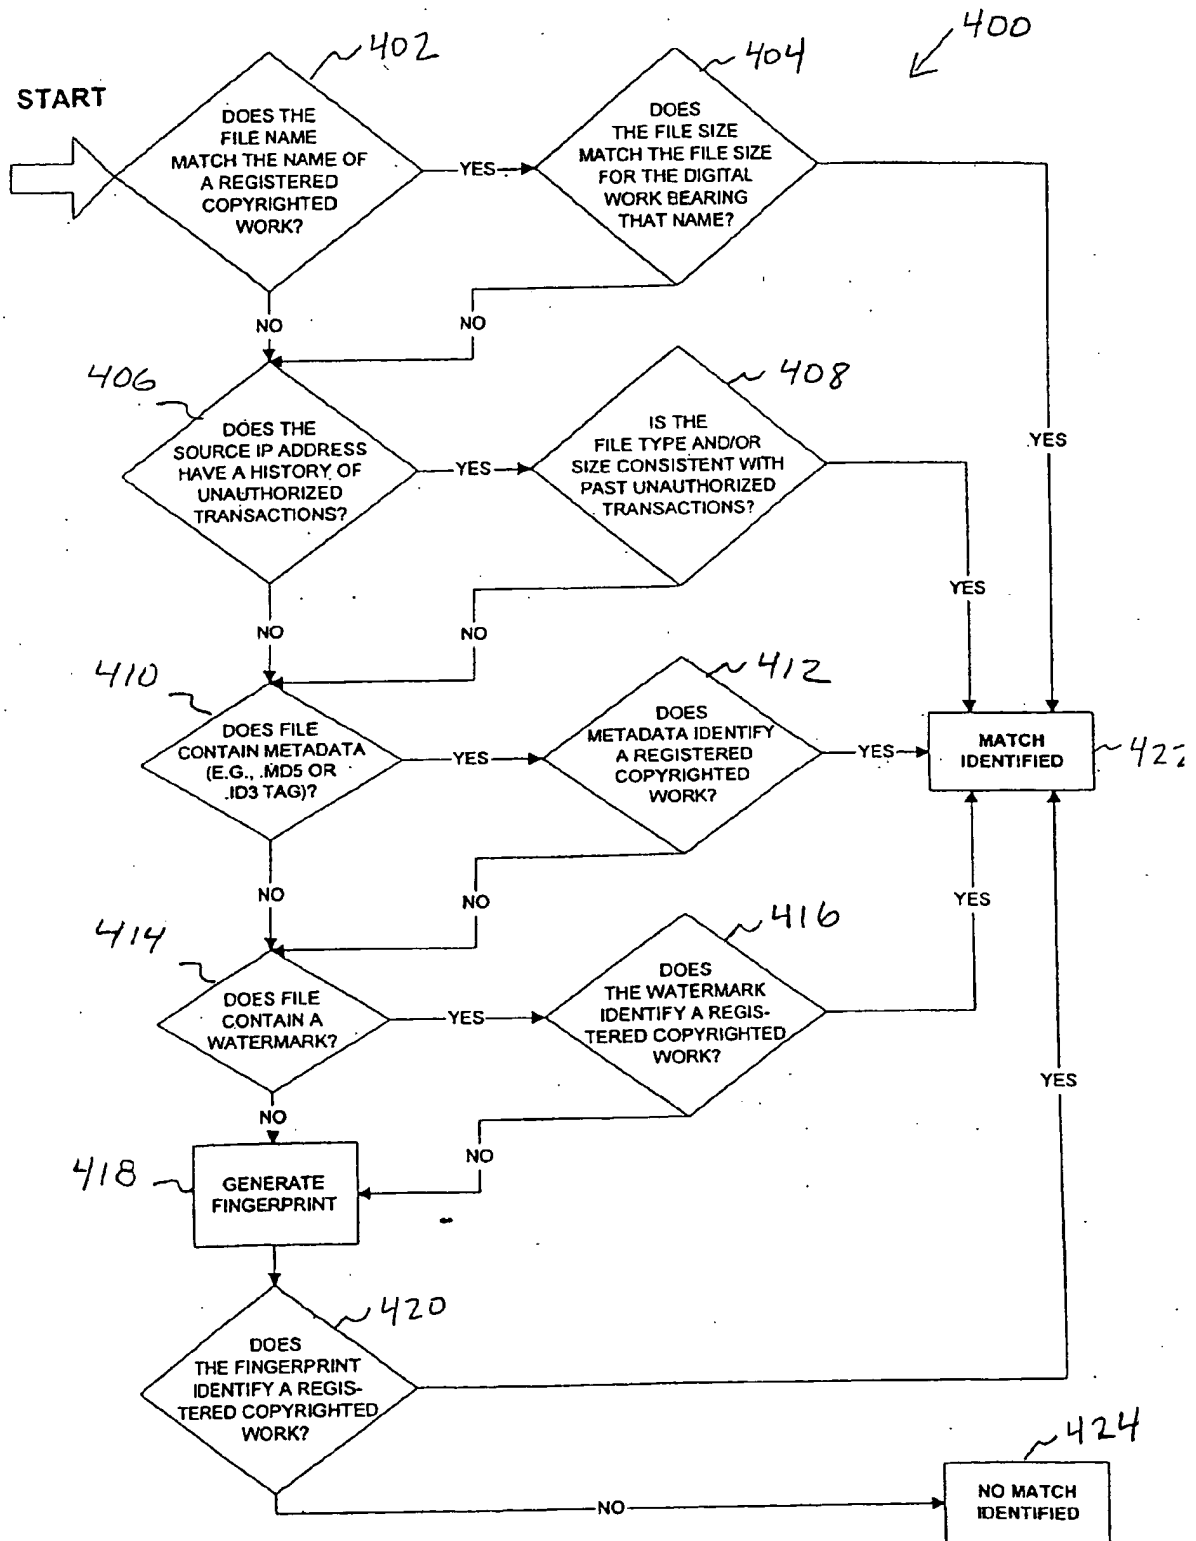 400
402
404
START
DOES THE
FILE NAME
MATCH THE NAME OF
A REGISTERED
COPYRIGHTED
WORK?
YES
DOES
THE FILE SIZE
MATCH THE FILE SIZE
FOR THE DIGITAL
WORK BEARING
THAT NAME?
NO
NO
YES
406
408
DOES THE
SOURCE IP ADDRESS
HAVE A HISTORY OF
UNAUTHORIZED
TRANSACTIONS?
YES
IS THE
FILE TYPE AND/OR
SIZE CONSISTENT WITH
PAST UNAUTHORIZED
TRANSACTIONS?
YES
NO
NO
410
412
DOES FILE
CONTAIN METADATA
(E.G., .MD5 OR
.ID3 TAG)?
YES
DOES
METADATA IDENTIFY
A REGISTERED
COPYRIGHTED
WORK?
YES
MATCH
IDENTIFIED
422
NO
NO
YES
414
416
DOES FILE
CONTAIN A
WATERMARK?
YES
DOES
THE WATERMARK
IDENTIFY A REGIS-
TERED COPYRIGHTED
WORK?
YES
NO
NO
418
GENERATE
FINGERPRINT
420
DOES
THE FINGERPRINT
IDENTIFY A REGIS-
TERED COPYRIGHTED
WORK?
424
NO
NO MATCH
IDENTIFIED